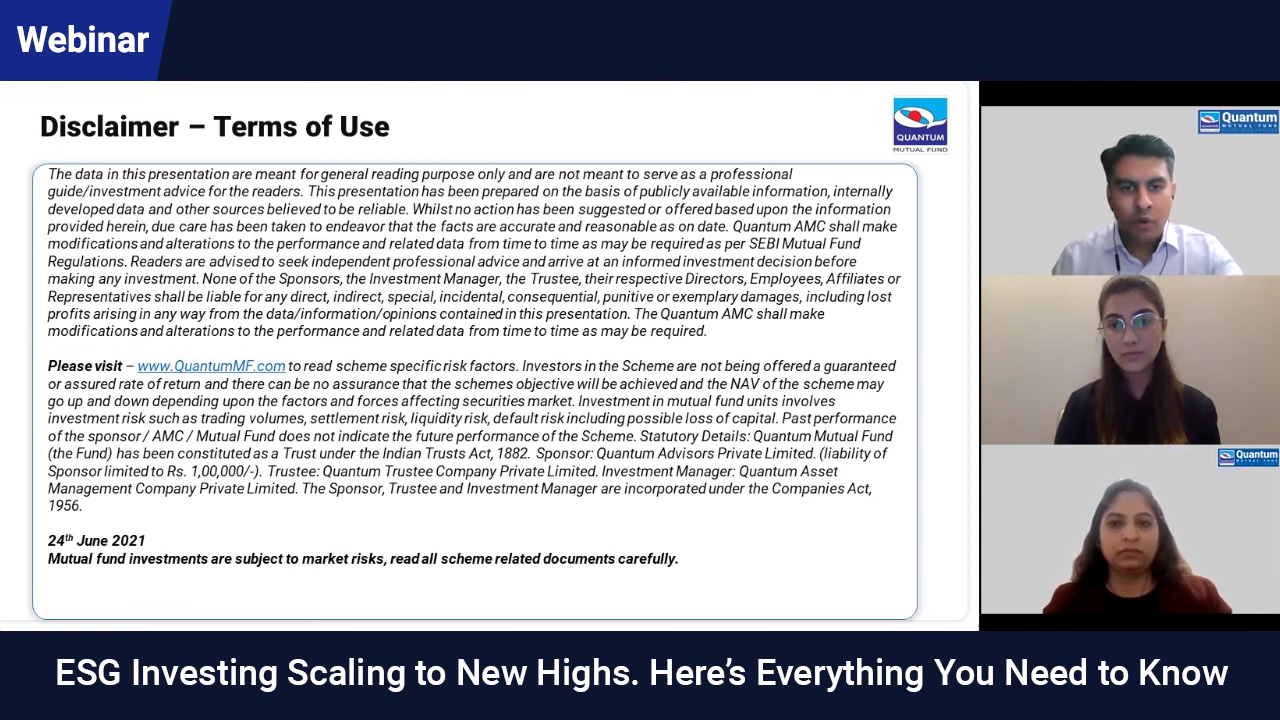 Webinar
Disclaimer – Terms of Use
QUANTUM
MUTUAL FUND
The data in this presentation are meant for general reading purpose only and are not meant to serve as a professional
guide/investment advice for the readers. This presentation has been prepared on the basis of publicly available information, internally
developed data and other sources believed to be reliable. Whilst no action has been suggested or offered based upon the information
provided herein, due care has been taken to endeavor that the facts are accurate and reasonable as on date. Quantum AMC shall make
modifications and alterations to the performance and related data from time to time as may be required as per SEBI Mutual Fund
Regulations. Readers are advised to seek independent professional advice and arrive at an informed investment decision before
making any investment. None of the Sponsors, the Investment Manager, the Trustee, their respective Directors, Employees, Affiliates or
Representatives shall be liable for any direct, indirect, special, incidental, consequential, punitive or exemplary damages, including lost
profits arising in any way from the data/information/opinions contained in this presentation. The Quantum AMC shall make
modifications and alterations to the performance and related data from time to time as may be required.
Please visit – www.QuantumMF.com to read scheme specific risk factors. Investors in the Scheme are not being offered a guaranteed
or assured rate of return and there can be no assurance that the schemes objective will be achieved and the NAV of the scheme may
go up and down depending upon the factors and forces affecting securities market. Investment in mutual fund units involves
investment risk such as trading volumes, settlement risk, liquidity risk, default risk including possible loss of capital. Past performance
of the sponsor / AMC / Mutual Fund does not indicate the future performance of the Scheme. Statutory Details: Quantum Mutual Fund
(the Fund) has been constituted as a Trust under the Indian Trusts Act, 1882. Sponsor: Quantum Advisors Private Limited. (liability of
Sponsor limited to Rs. 1,00,000/-). Trustee: Quantum Trustee Company Private Limited. Investment Manager: Quantum Asset
Management Company Private Limited. The Sponsor, Trustee and Investment Manager are incorporated under the Companies Act,
1956.
24th June 2021
Mutual fund investments are subject to market risks, read all scheme related documents carefully.
Quantum
MUTUAL FUND
Quantum
MUTUAL FUND
ESG Investing Scaling to New Highs. Here’s Everything You Need to Know